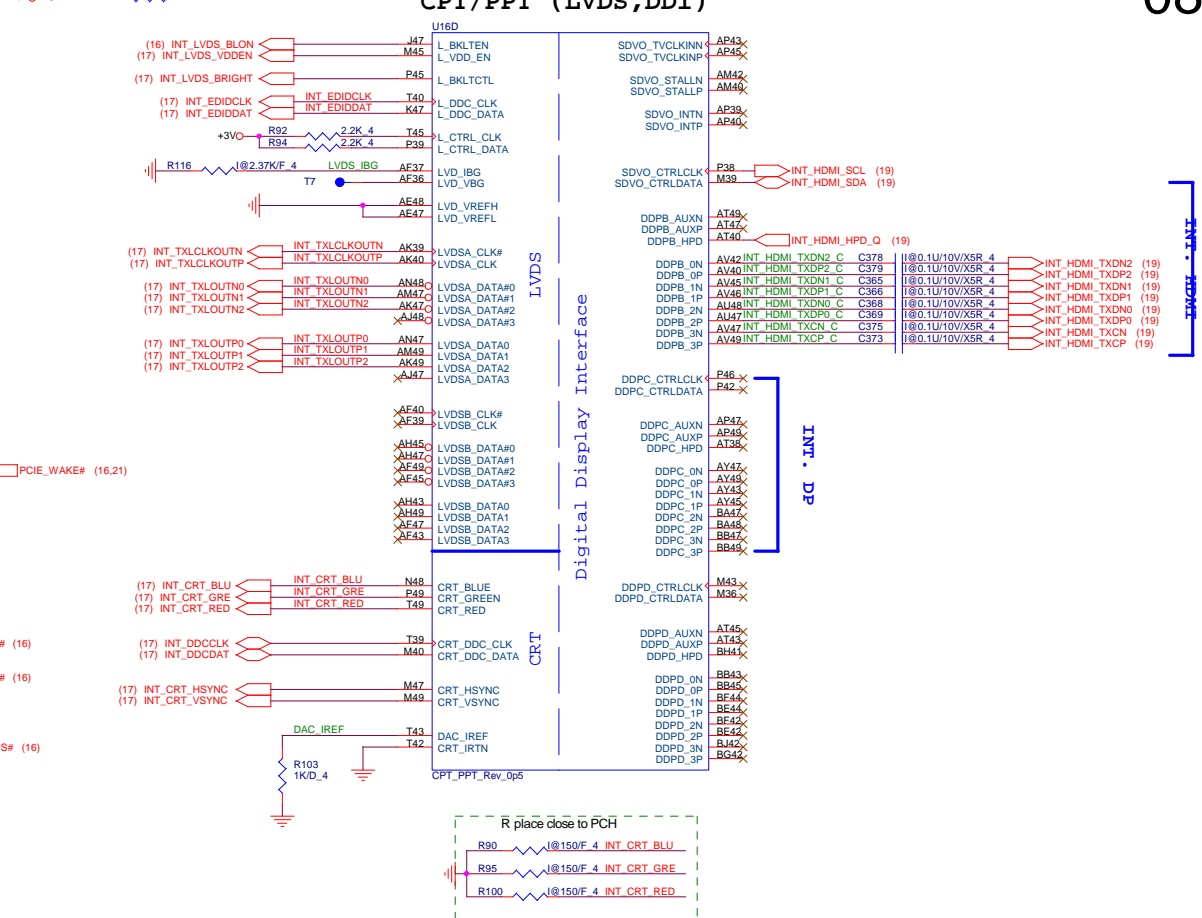 CPT/PPT (LVDS,DDI)
08
U16D
(16) INT_LVDS_BLON J47 L_BKLTEN
(17) INT_LVDS_VDDEN M45 L_VDD_EN
(17) INT_LVDS_BRIGHT P45 L_BKLTCTL
(17) INT_EDIDCLK INT_EDIDCLK T40 L_DDC_CLK
(17) INT_EDIDDAT INT_EDIDDAT K47 L_DDC_DATA
+3V R92 2.2K_4 T45 L_CTRL_CLK
R94 2.2K_4 P39 L_CTRL_DATA
R116 I@2.37K/F_4 LVDS_IBG AF37 LVD_IBG
T7 AF36 LVD_VBG
AE48 LVD_VREFH
AE47 LVD_VREFL
(17) INT_TXLCLKOUTN INT_TXLCLKOUTN AK39 LVDSA_CLK#
(17) INT_TXLCLKOUTP INT_TXLCLKOUTP AK40 LVDSA_CLK
(17) INT_TXLOUTN0 INT_TXLOUTN0 AN48 LVDSA_DATA#0
(17) INT_TXLOUTN1 INT_TXLOUTN1 AM47 LVDSA_DATA#1
(17) INT_TXLOUTN2 INT_TXLOUTN2 AK47 LVDSA_DATA#2
AJ48 LVDSA_DATA#3
(17) INT_TXLOUTP0 INT_TXLOUTP0 AN47 LVDSA_DATA0
(17) INT_TXLOUTP1 INT_TXLOUTP1 AM49 LVDSA_DATA1
(17) INT_TXLOUTP2 INT_TXLOUTP2 AK49 LVDSA_DATA2
AJ47 LVDSA_DATA3
AF40 LVDSB_CLK#
AF39 LVDSB_CLK
AH45 LVDSB_DATA#0
AH47 LVDSB_DATA#1
AF49 LVDSB_DATA#2
AF45 LVDSB_DATA#3
AH43 LVDSB_DATA0
AH49 LVDSB_DATA1
AF47 LVDSB_DATA2
AF43 LVDSB_DATA3
PCIE_WAKE# (16,21)
(17) INT_CRT_BLU INT_CRT_BLU N48 CRT_BLUE
(17) INT_CRT_GRE INT_CRT_GRE P49 CRT_GREEN
(17) INT_CRT_RED INT_CRT_RED T49 CRT_RED
# (16)
(17) INT_DDCCLK T39 CRT_DDC_CLK
(17) INT_DDCDAT M40 CRT_DDC_DATA
# (16)
(17) INT_CRT_HSYNC M47 CRT_HSYNC
(17) INT_CRT_VSYNC M49 CRT_VSYNC
S# (16)
DAC_IREF T43 DAC_IREF
T42 CRT_IRTN
R103
1K/D_4
CPT_PPT_Rev_0p5
LVDS
Digital Display Interface
CRT
SDVO_TVCLKINN AP43
SDVO_TVCLKINP AP45
SDVO_STALLN AM42
SDVO_STALLP AM40
SDVO_INTN AP39
SDVO_INTP AP40
SDVO_CTRLCLK P38 INT_HDMI_SCL (19)
SDVO_CTRLDATA M39 INT_HDMI_SDA (19)
DDPB_AUXN AT49
DDPB_AUXP AT47
DDPB_HPD AT40 INT_HDMI_HPD_Q (19)
DDPB_0N AV42 INT_HDMI_TXDN2_C C378 I@0.1U/10V/X5R_4 INT_HDMI_TXDN2 (19)
DDPB_0P AV40 INT_HDMI_TXDP2_C C379 I@0.1U/10V/X5R_4 INT_HDMI_TXDP2 (19)
DDPB_1N AV45 INT_HDMI_TXDN1_C C365 I@0.1U/10V/X5R_4 INT_HDMI_TXDN1 (19)
DDPB_1P AV46 INT_HDMI_TXDP1_C C366 I@0.1U/10V/X5R_4 INT_HDMI_TXDP1 (19)
DDPB_2N AU48 INT_HDMI_TXDN0_C C368 I@0.1U/10V/X5R_4 INT_HDMI_TXDN0 (19)
DDPB_2P AU47 INT_HDMI_TXDP0_C C369 I@0.1U/10V/X5R_4 INT_HDMI_TXDP0 (19)
DDPB_3N AV47 INT_HDMI_TXCN_C C375 I@0.1U/10V/X5R_4 INT_HDMI_TXCN (19)
DDPB_3P AV49 INT_HDMI_TXCP_C C373 I@0.1U/10V/X5R_4 INT_HDMI_TXCP (19)
INT. HDMI
DDPC_CTRLCLK P46
DDPC_CTRLDATA P42
DDPC_AUXN AP47
DDPC_AUXP AP49
DDPC_HPD AT38
DDPC_0N AY47
DDPC_0P AY49
DDPC_1N AY43
DDPC_1P AY45
DDPC_2N BA47
DDPC_2P BA48
DDPC_3N BB47
DDPC_3P BB49
INT. DP
DDPD_CTRLCLK M43
DDPD_CTRLDATA M36
DDPD_AUXN AT45
DDPD_AUXP AT43
DDPD_HPD BH41
DDPD_0N BB43
DDPD_0P BB45
DDPD_1N BF44
DDPD_1P BE44
DDPD_2N BF42
DDPD_2P BE42
DDPD_3N BJ42
DDPD_3P BG42
R place close to PCH
R90 I@150/F_4 INT_CRT_BLU
R95 I@150/F_4 INT_CRT_GRE
R100 I@150/F_4 INT_CRT_RED